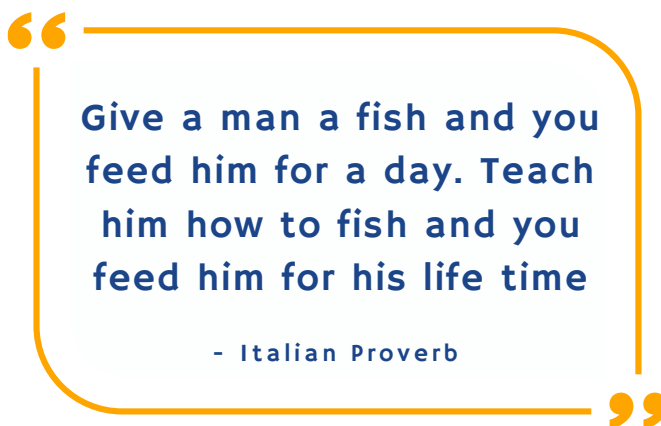 Give a man a fish and you
feed him for a day. Teach
him how to fish and you
feed him for his life time
- Italian Proverb